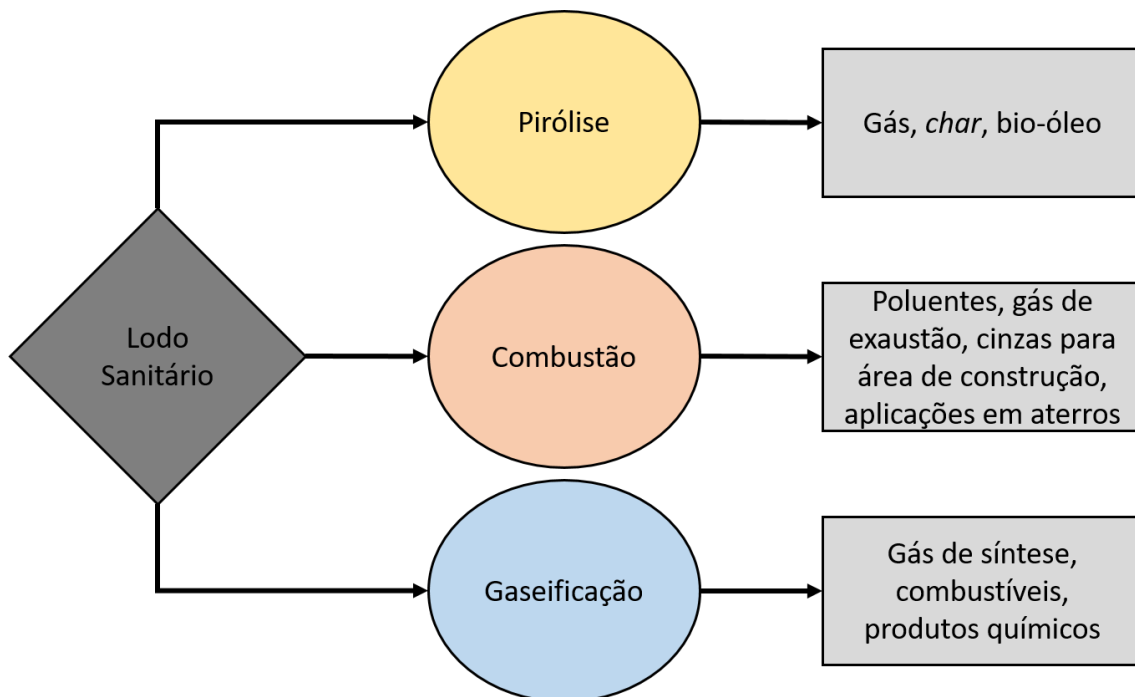 Pirólise
Gás, char, bio-óleo
Lodo
Sanitário
Combustão
Poluentes, gás de
exaustão, cinzas para
área de construção,
aplicações em aterros
Gaseificação
Gás de síntese,
combustíveis,
produtos químicos